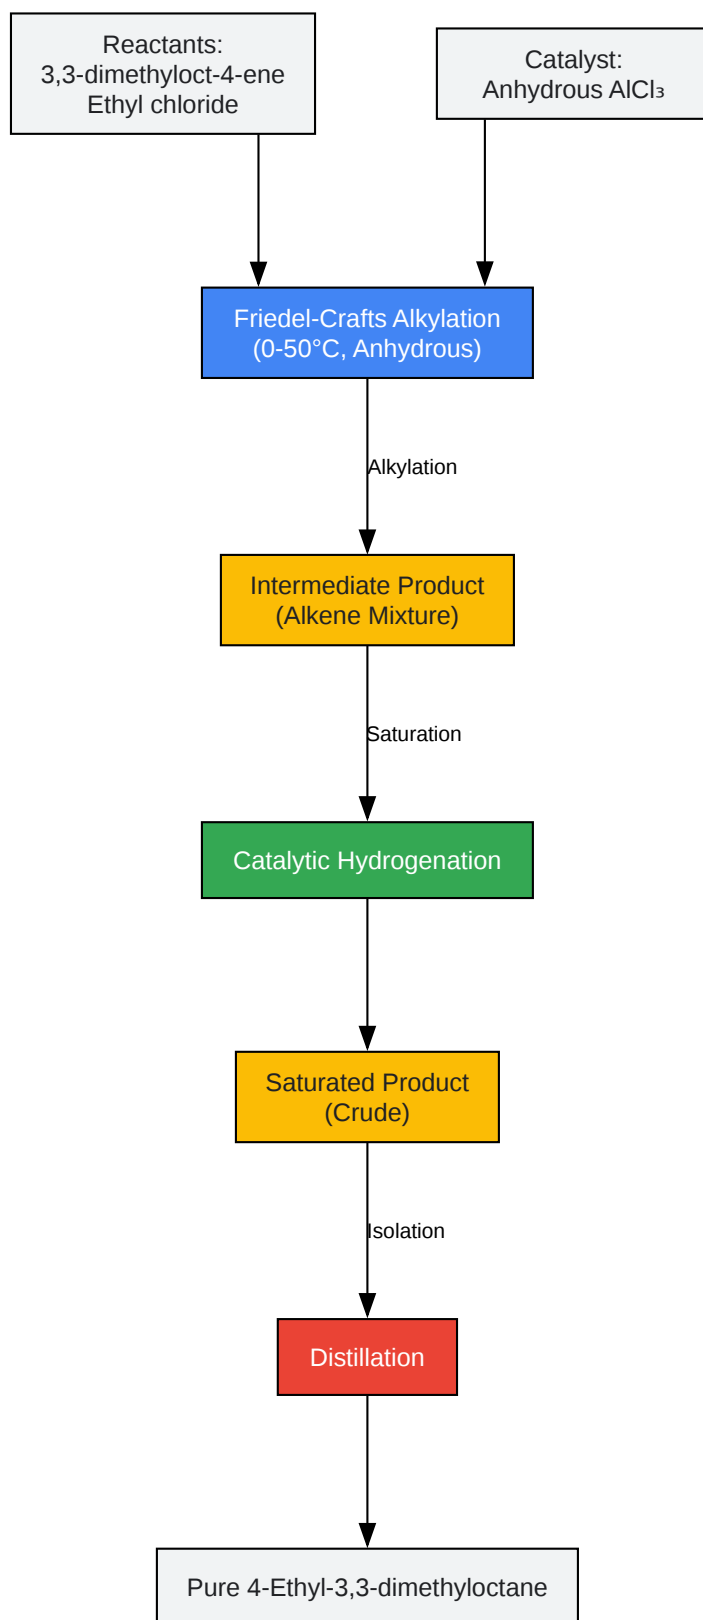 Reactants:
3,3-dimethyloct-4-ene
Ethyl chloride
Catalyst:
Anhydrous AlCl₃
Friedel-Crafts Alkylation
(0-50°C, Anhydrous)
Alkylation
Intermediate Product
(Alkene Mixture)
Saturation
Catalytic Hydrogenation
Saturated Product
(Crude)
Isolation
Distillation
Pure 4-Ethyl-3,3-dimethyloctane